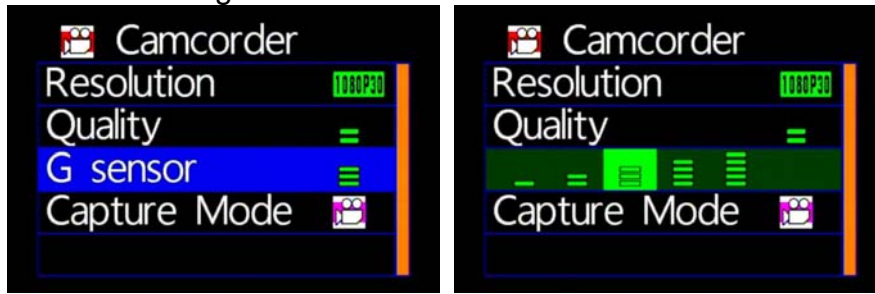 Camcorder
Resolution 1080P30
Quality
G sensor
Capture Mode
Camcorder
Resolution 1080P30
Quality
Capture Mode